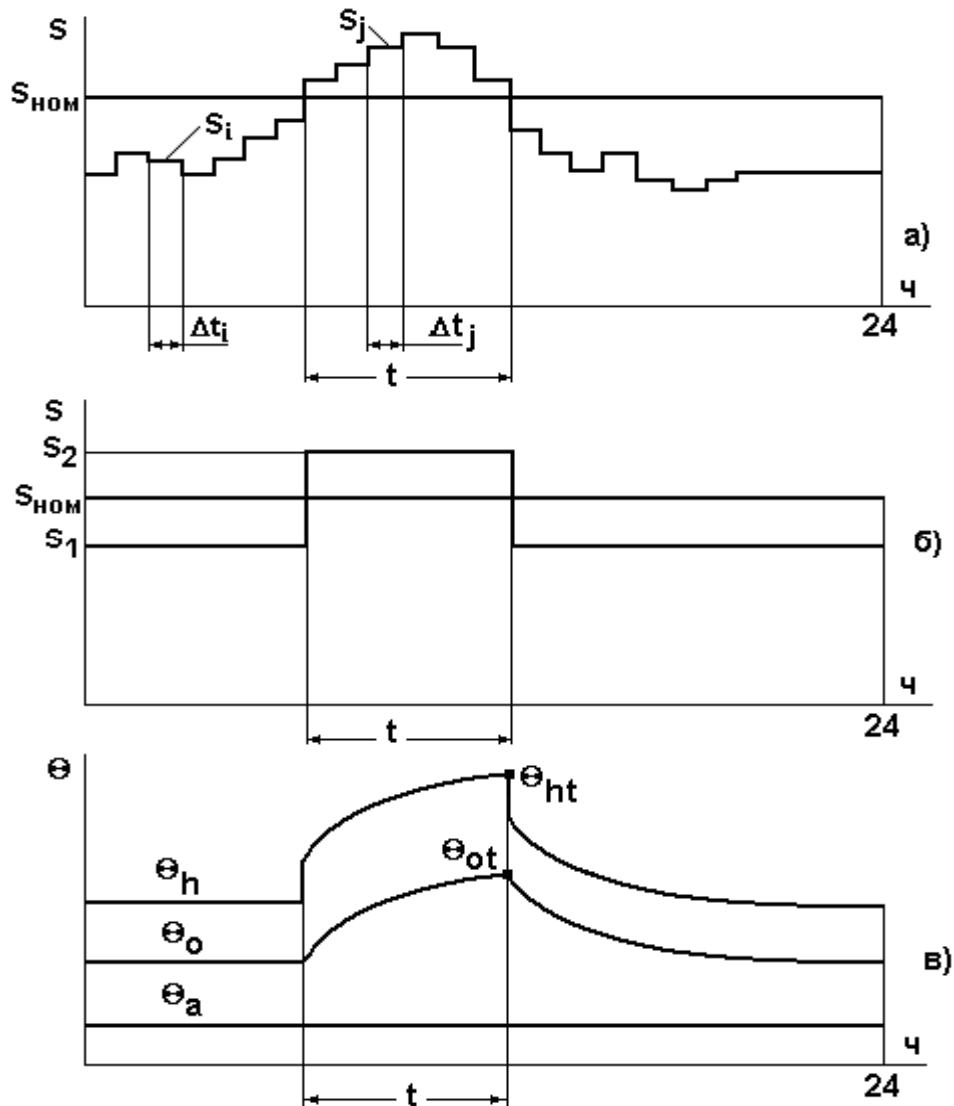 S
Sj
Sном
Si
а)
ч
24
Δti
Δtj
t
S
S2
Sном
S1
б)
ч
24
t
Θ
Θht
Θot
Θh
Θo
Θa
в)
ч
24
t